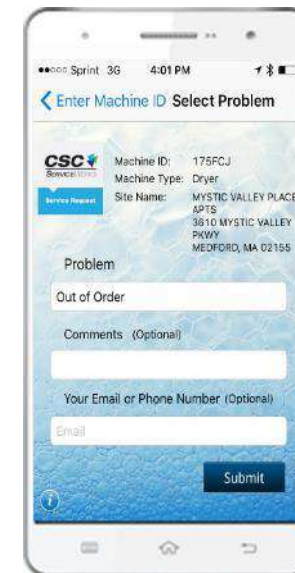 Sprint 3G 4:01 PM
Enter Machine ID Select Problem
CSC
SERVICEWORKS
Service Request
Machine ID: 175FCJ
Machine Type: Dryer
Site Name: MYSTIC VALLEY PLACE
APTS
3610 MYSTIC VALLEY
PKWY
MEDFORD, MA 02155
Problem
Out of Order
Comments (Optional)
Your Email or Phone Number (Optional)
Email
Submit
i